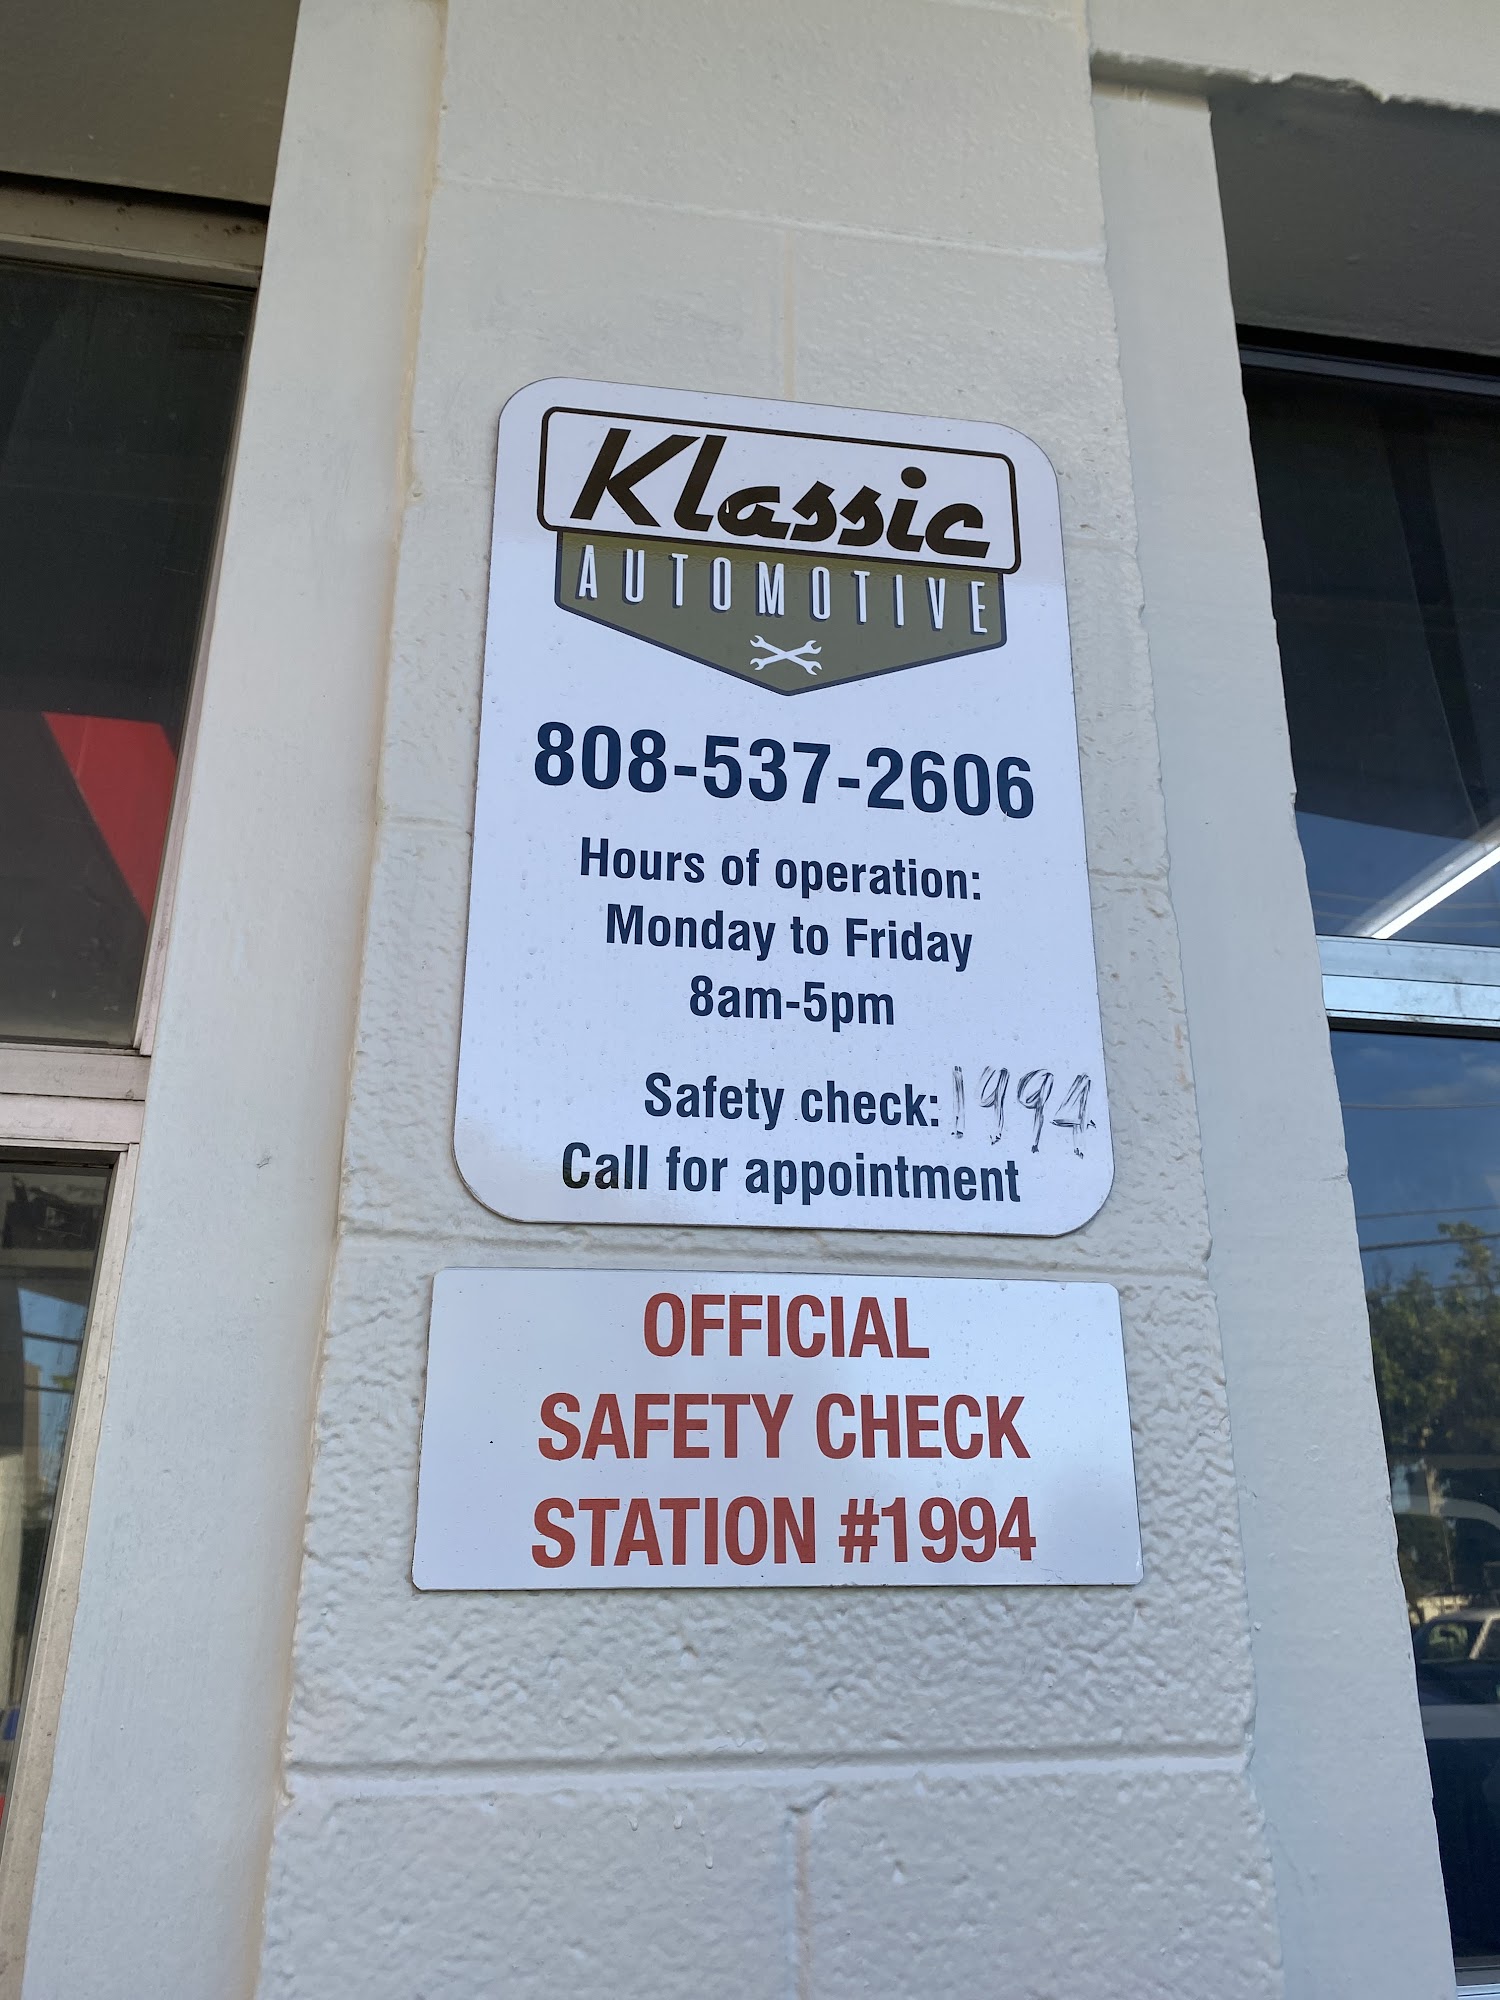 Klassic
AUTOMOTIVE
808-537-2606
Hours of operation:
Monday to Friday
8am-5pm
Safety check: 1994
Call for appointment
OFFICIAL
SAFETY CHECK
STATION #1994